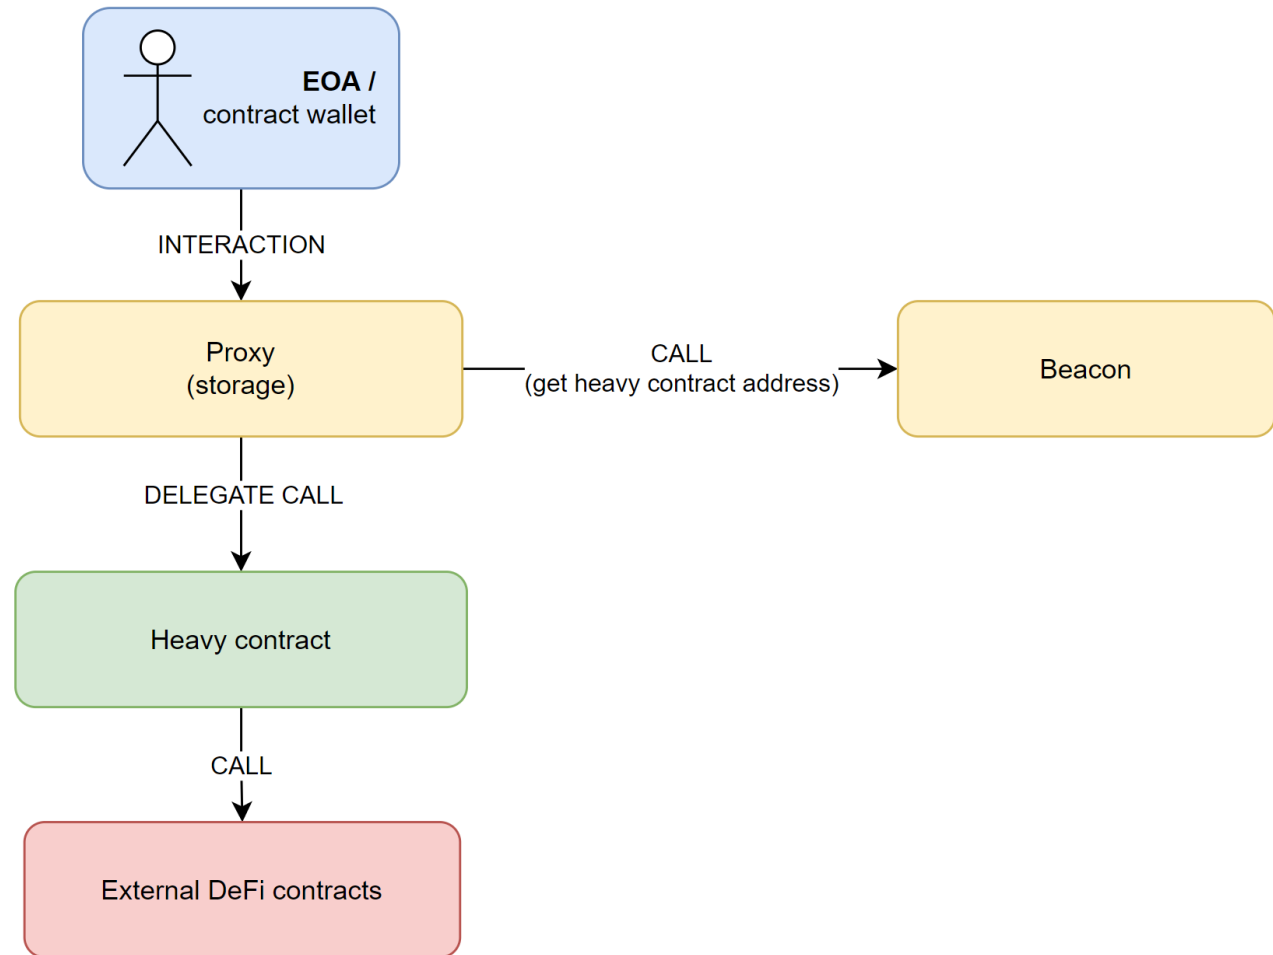 EOA /
contract wallet
INTERACTION
Proxy
(storage)
CALL
(get heavy contract address)
Beacon
DELEGATE CALL
Heavy contract
CALL
External DeFi contracts